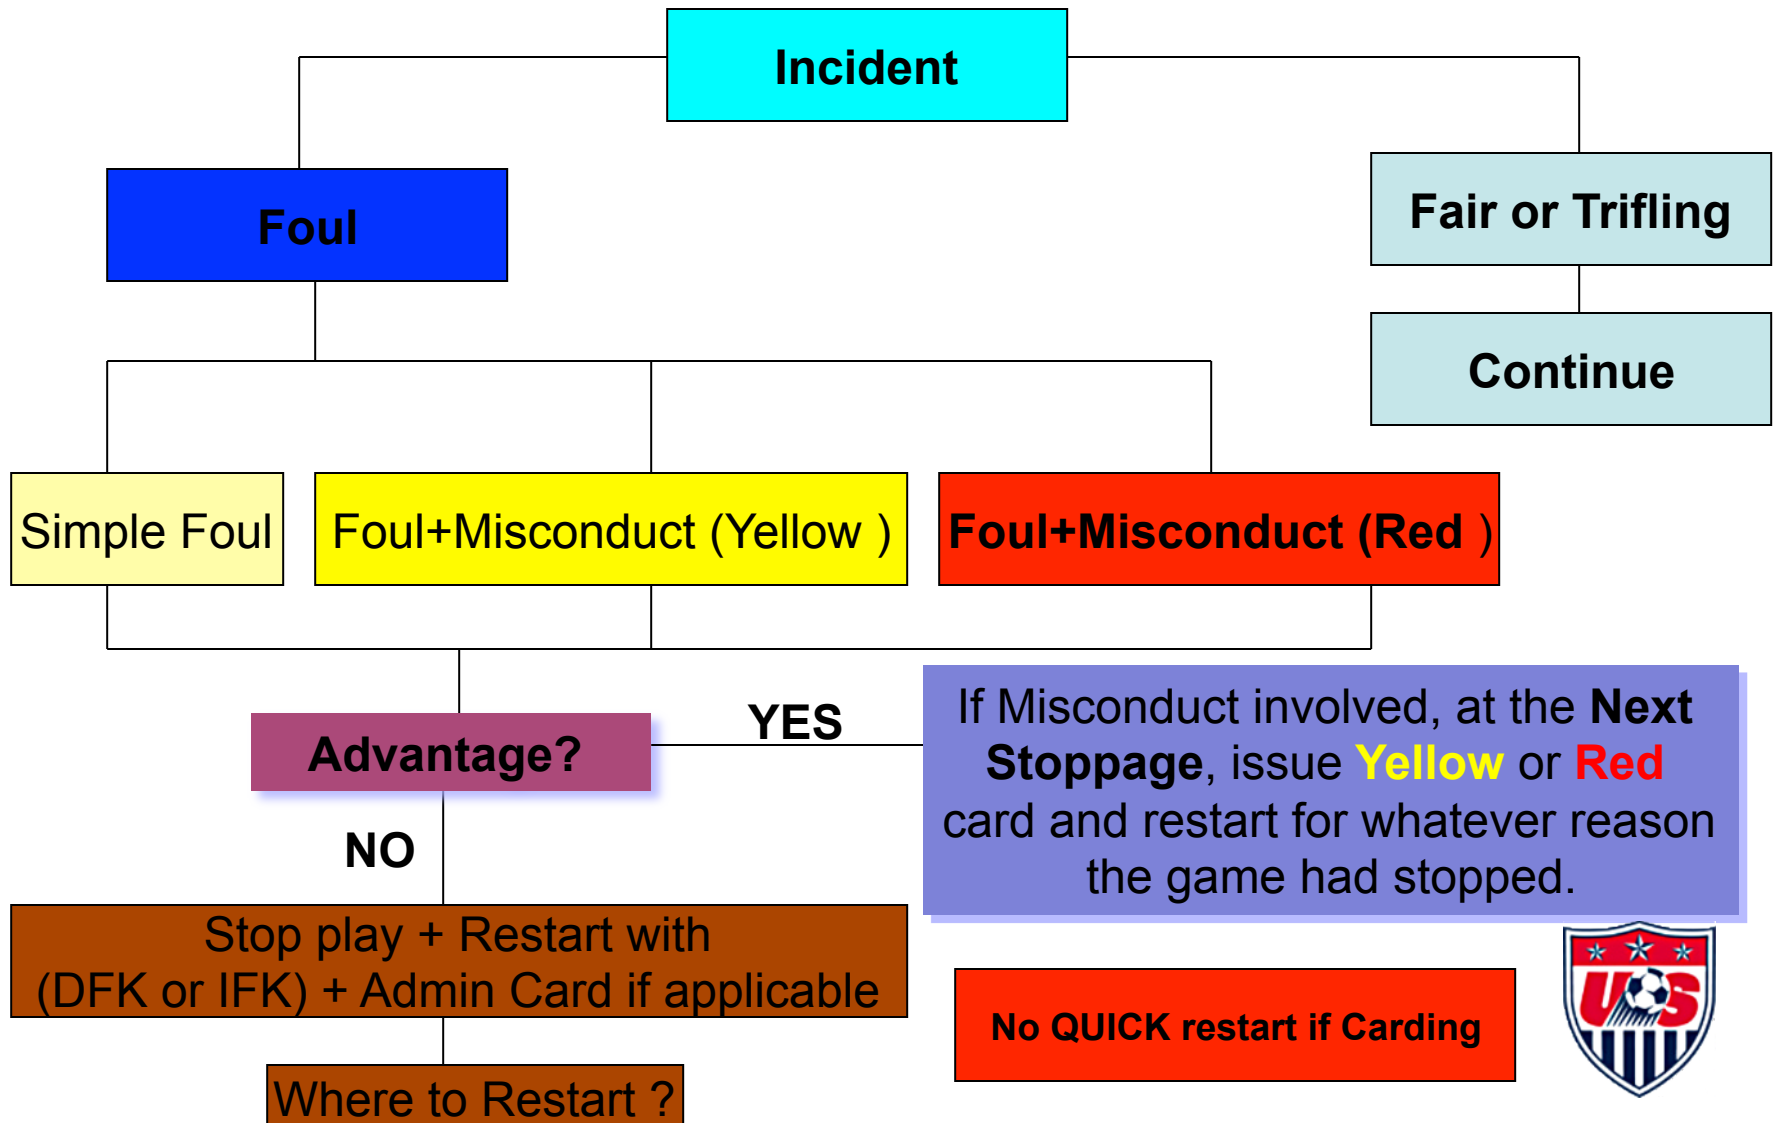 Incident
Foul
Fair or Trifling
Continue
Simple Foul
Foul+Misconduct (Yellow )
Foul+Misconduct (Red )
Advantage?
YES
NO
If Misconduct involved, at the Next
Stoppage, issue Yellow or Red
card and restart for whatever reason
the game had stopped.
Stop play + Restart with
(DFK or IFK) + Admin Card if applicable
No QUICK restart if Carding
US
Where to Restart ?